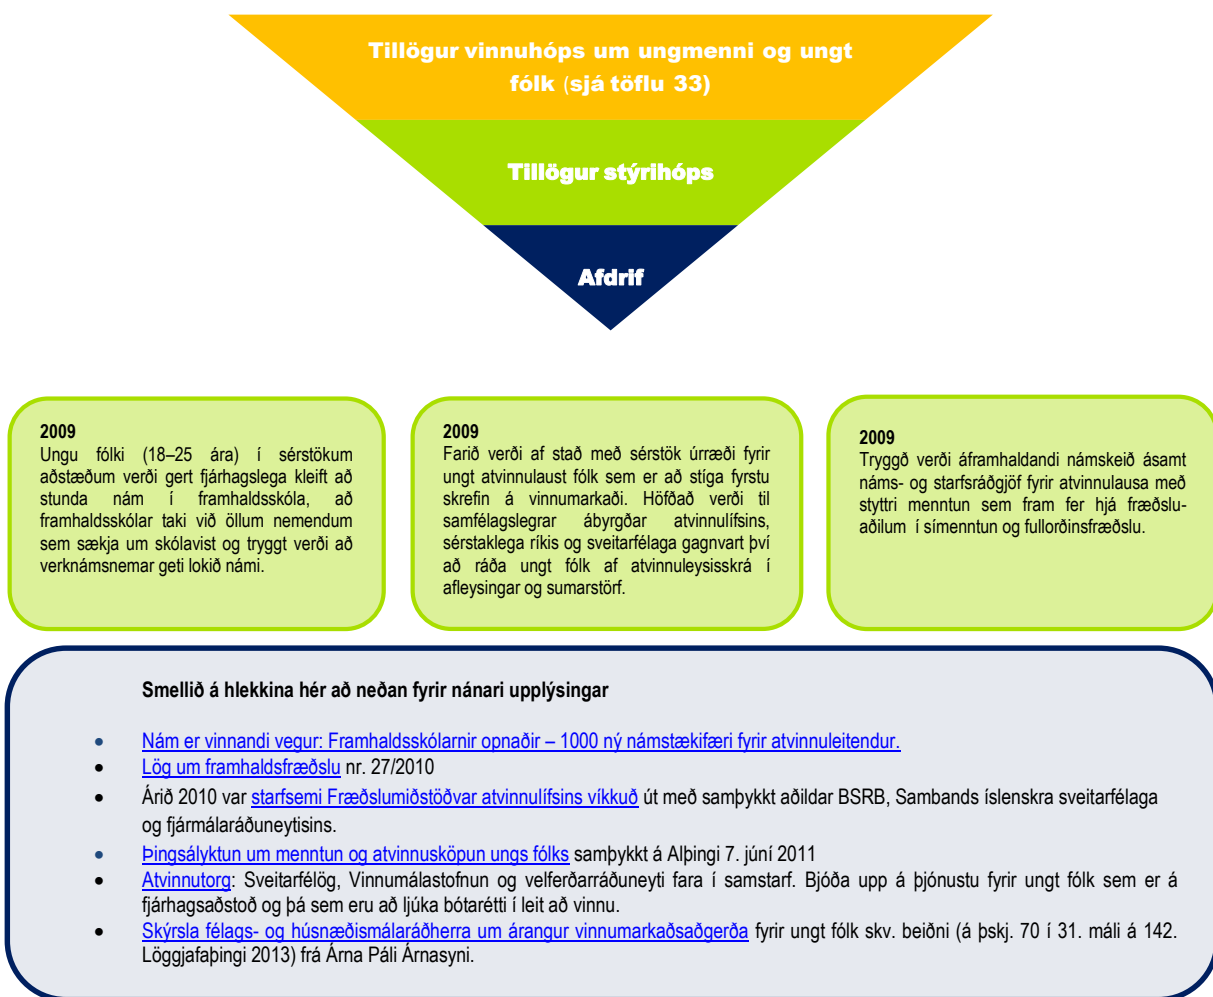 Tillögur vinnuhóps um ungmenni og ungt
fólk (sjá töflu 33)
Tillögur stýrihóps
Afdrif
2009
Ungu fólki (18–25 ára) í sérstökum
aðstæðum verði gert fjárhagslega kleift að
stunda nám í framhaldsskóla, að
framhaldsskólar taki við öllum nemendum
sem sækja um skólavist og tryggt verði að
verknámsnemar geti lokið námi.
2009
Farið verði af stað með sérstök úrræði fyrir
ungt atvinnulaust fólk sem er að stíga fyrstu
skrefin á vinnumarkaði. Höfðað verði til
samfélagslegrar ábyrgðar atvinnulífsins,
sérstaklega ríkis og sveitarfélaga gagnvart því
að ráða ungt fólk af atvinnuleysisskrá í
afleysingar og sumarstörf.
2009
Tryggð verði áframhaldandi námskeið ásamt
náms- og starfsráðgjöf fyrir atvinnulausa með
styttri menntun sem fram fer hjá fræðslu-
aðilum í símenntun og fullorðinsfræðslu.
Smellið á hlekkina hér að neðan fyrir nánari upplýsingar
• Nám er vinnandi vegur: Framhaldsskólarnir opnaðir – 1000 ný námstækifæri fyrir atvinnuleitendur.
• Lög um framhaldsfræðslu nr. 27/2010
• Árið 2010 var starfsemi Fræðslumiðstöðvar atvinnulífsins víkkuð út með samþykkt aðildar BSRB, Sambands íslenskra sveitarfélaga
og fjármálaráðuneytisins.
• Þingsályktun um menntun og atvinnusköpun ungs fólks samþykkt á Alþingi 7. júní 2011
• Atvinnutorg: Sveitarfélög, Vinnumálastofnun og velferðarráðuneyti fara í samstarf. Bjóða upp á þjónustu fyrir ungt fólk sem er á
fjárhagsaðstoð og þá sem eru að ljúka bótarétti í leit að vinnu.
• Skýrsla félags- og húsnæðismálaráðherra um árangur vinnumarkaðsaðgerða fyrir ungt fólk skv. beiðni (á þskj. 70 í 31. máli á 142.
Löggjafaþingi 2013) frá Árna Páli Árnasyni.